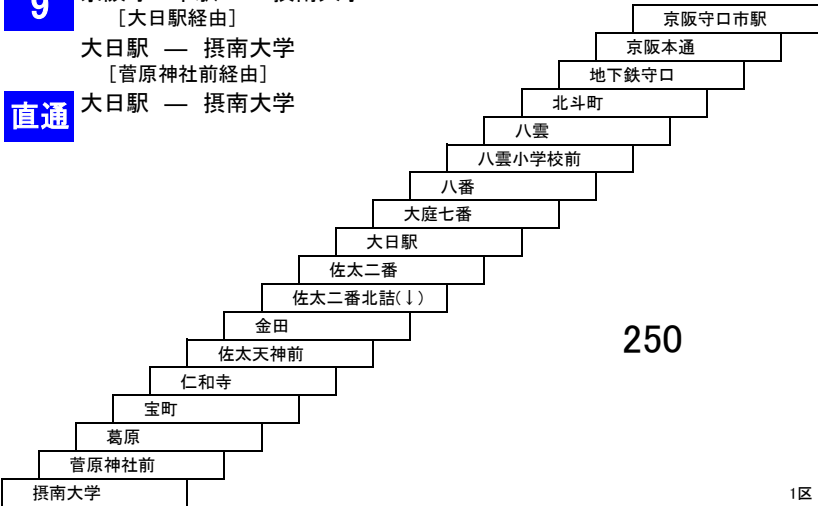 9
[大日駅経由]
大日駅 ― 摂南大学
[菅原神社前経由]
直通 大日駅 ― 摂南大学
京阪守口市駅
京阪本通
地下鉄守口
北斗町
八雲
八雲小学校前
八番
大庭七番
大日駅
佐太二番
佐太二番北詰(↓)
金田
佐太天神前
仁和寺
宝町
葛原
菅原神社前
摂南大学
250
1区